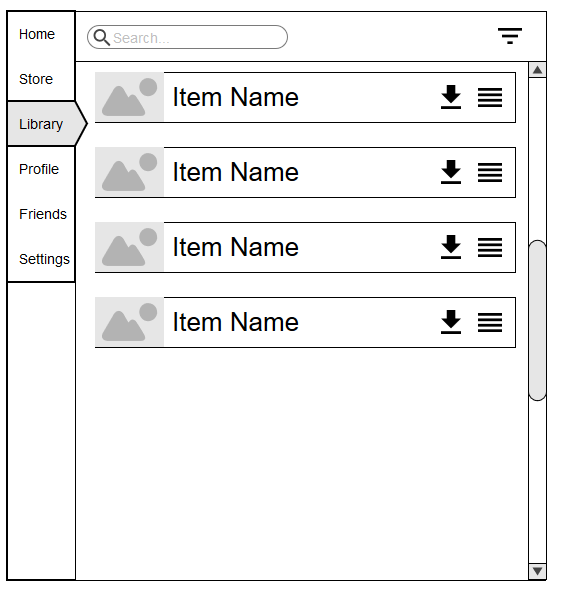 Home
Search...
Store
Item Name
Library
Profile
Item Name
Friends
Item Name
Settings
Item Name